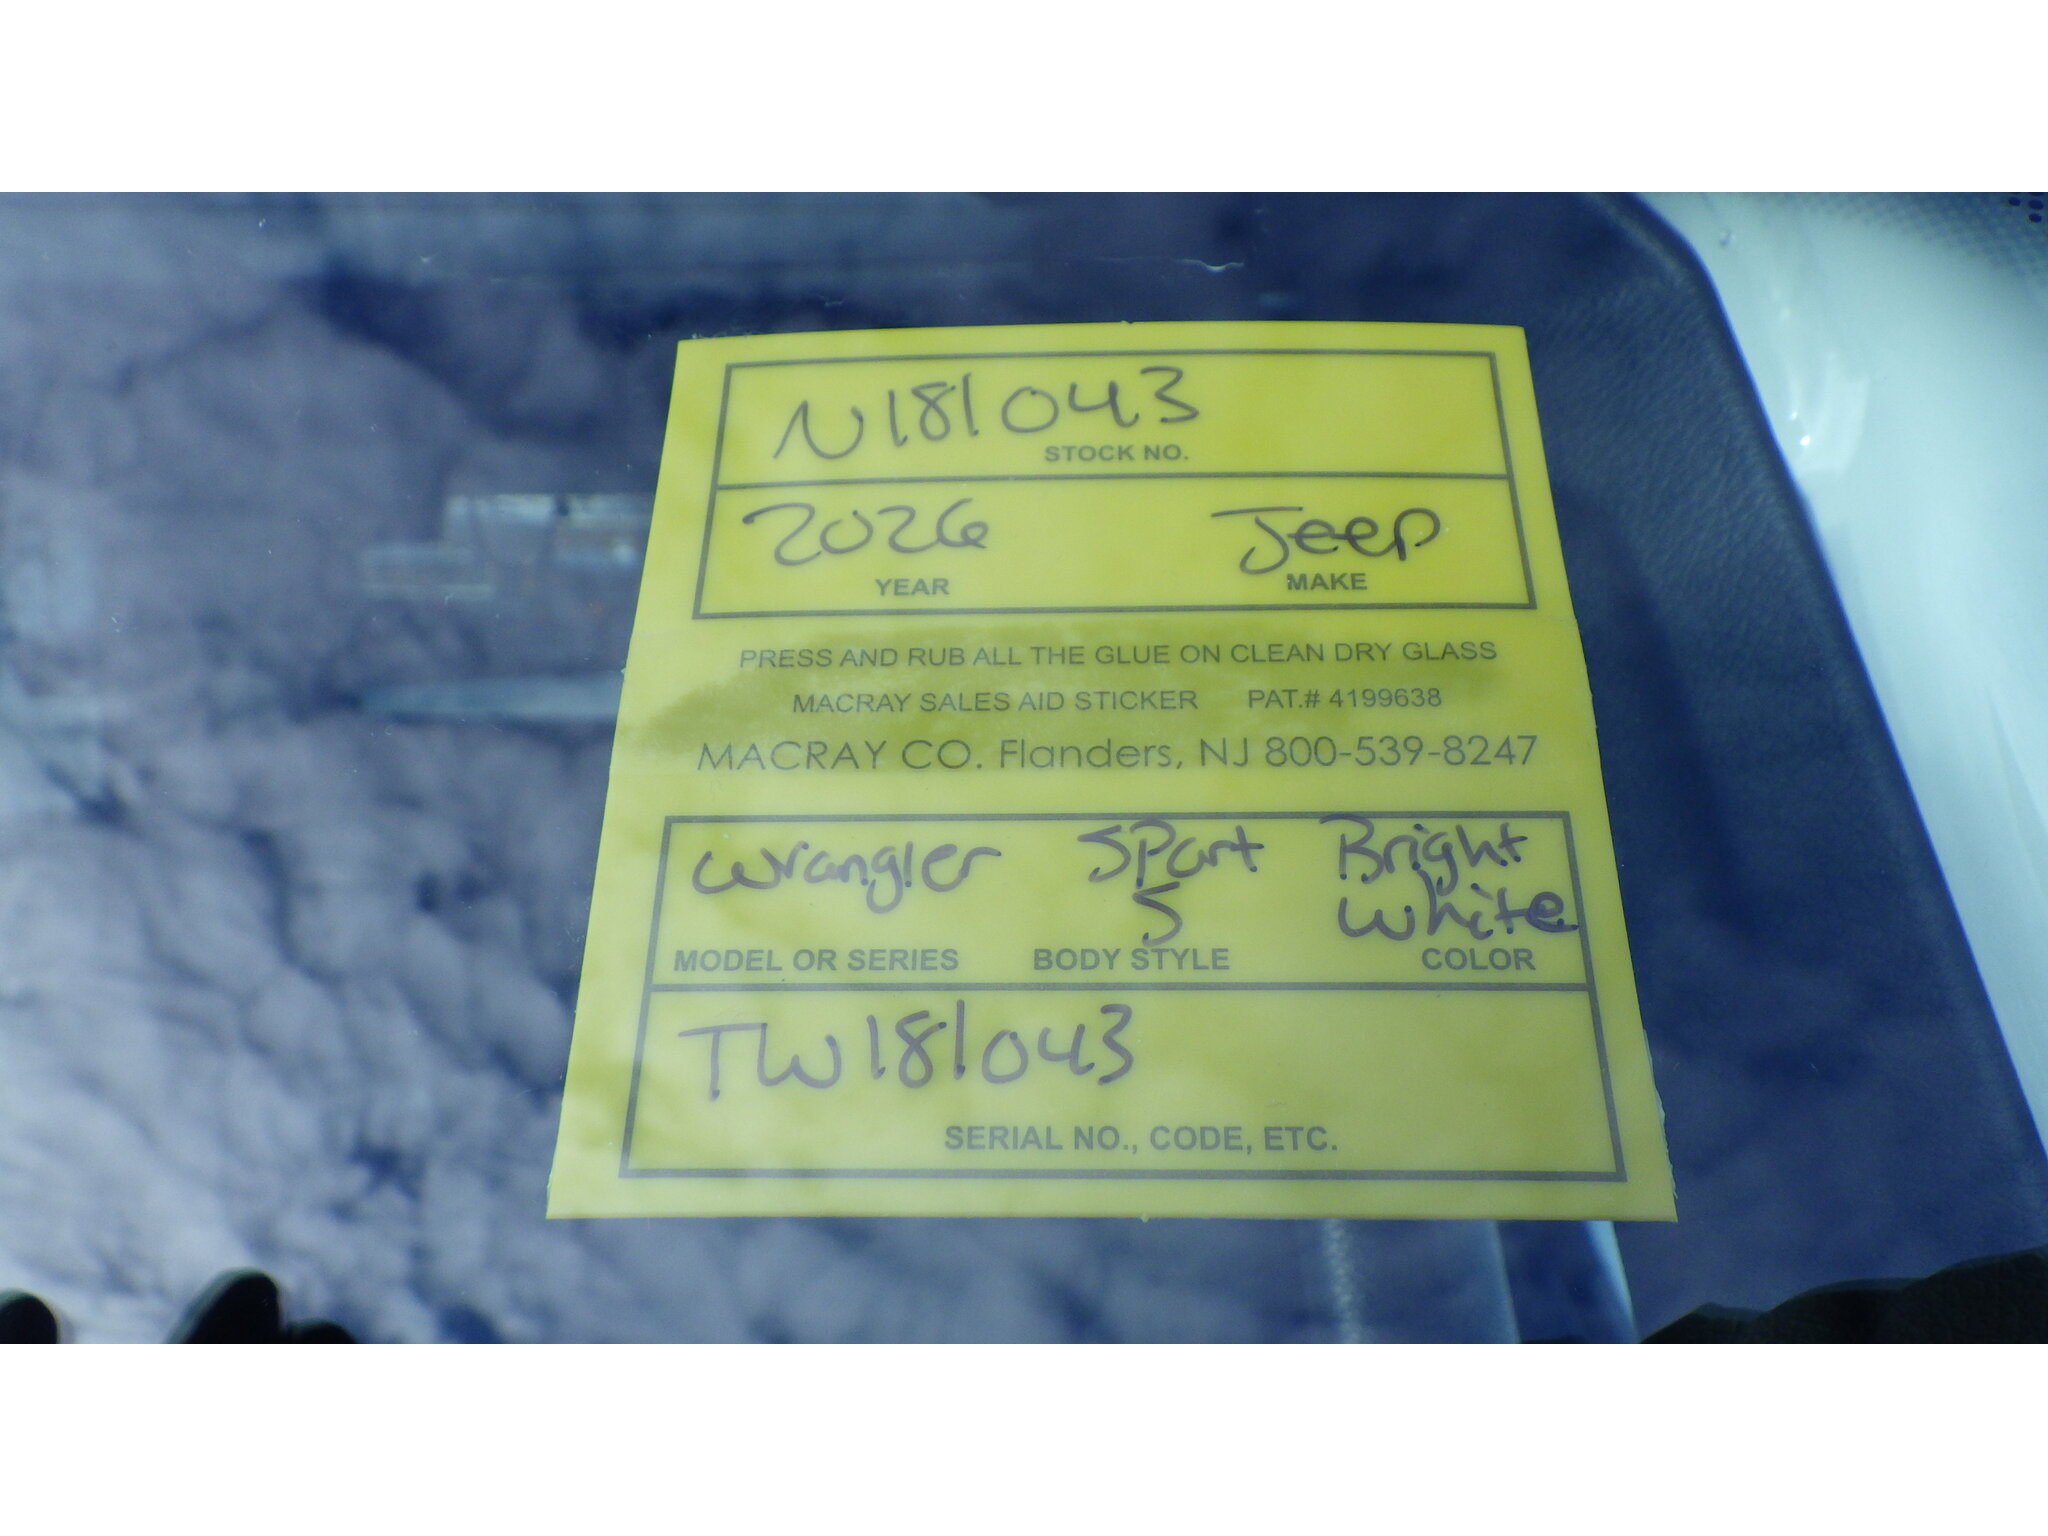 N181043
STOCK NO.
2026 Jeep
YEAR MAKE
PRESS AND RUB ALL THE GLUE ON CLEAN DRY GLASS
MACRAY SALES AID STICKER PAT.# 4199638
MACRAY CO. Flanders, NJ 800-539-8247
Wrangler Sport Bright
S White
MODEL OR SERIES BODY STYLE COLOR
TW181043
SERIAL NO., CODE, ETC.